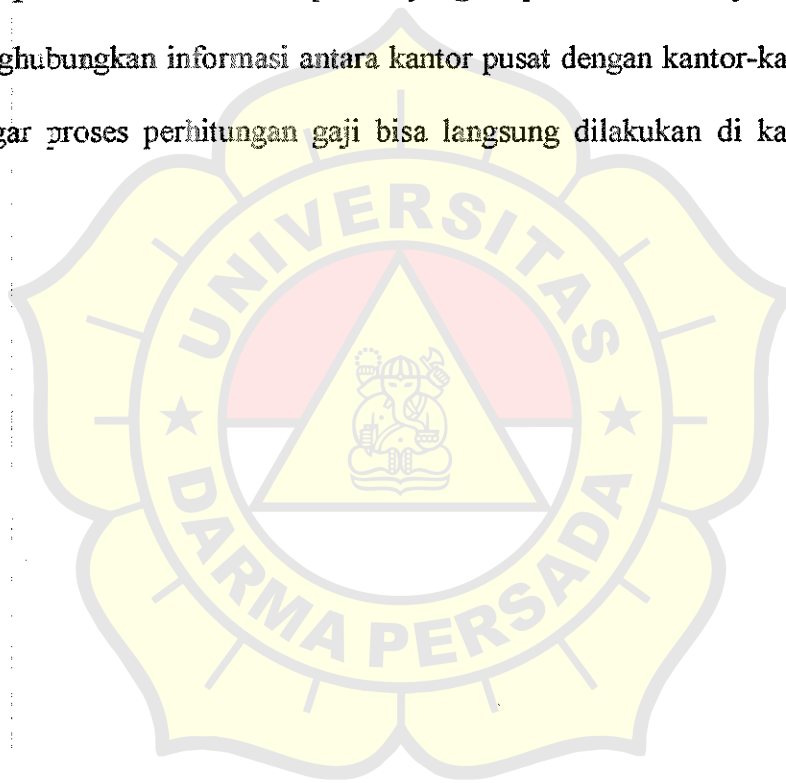 ghubungkan informasi antara kantor pusat dengan kantor-ka
gar proses perhitungan gaji bisa langsung dilakukan di ka
UNIVERSITAS
DARMA PERSADA